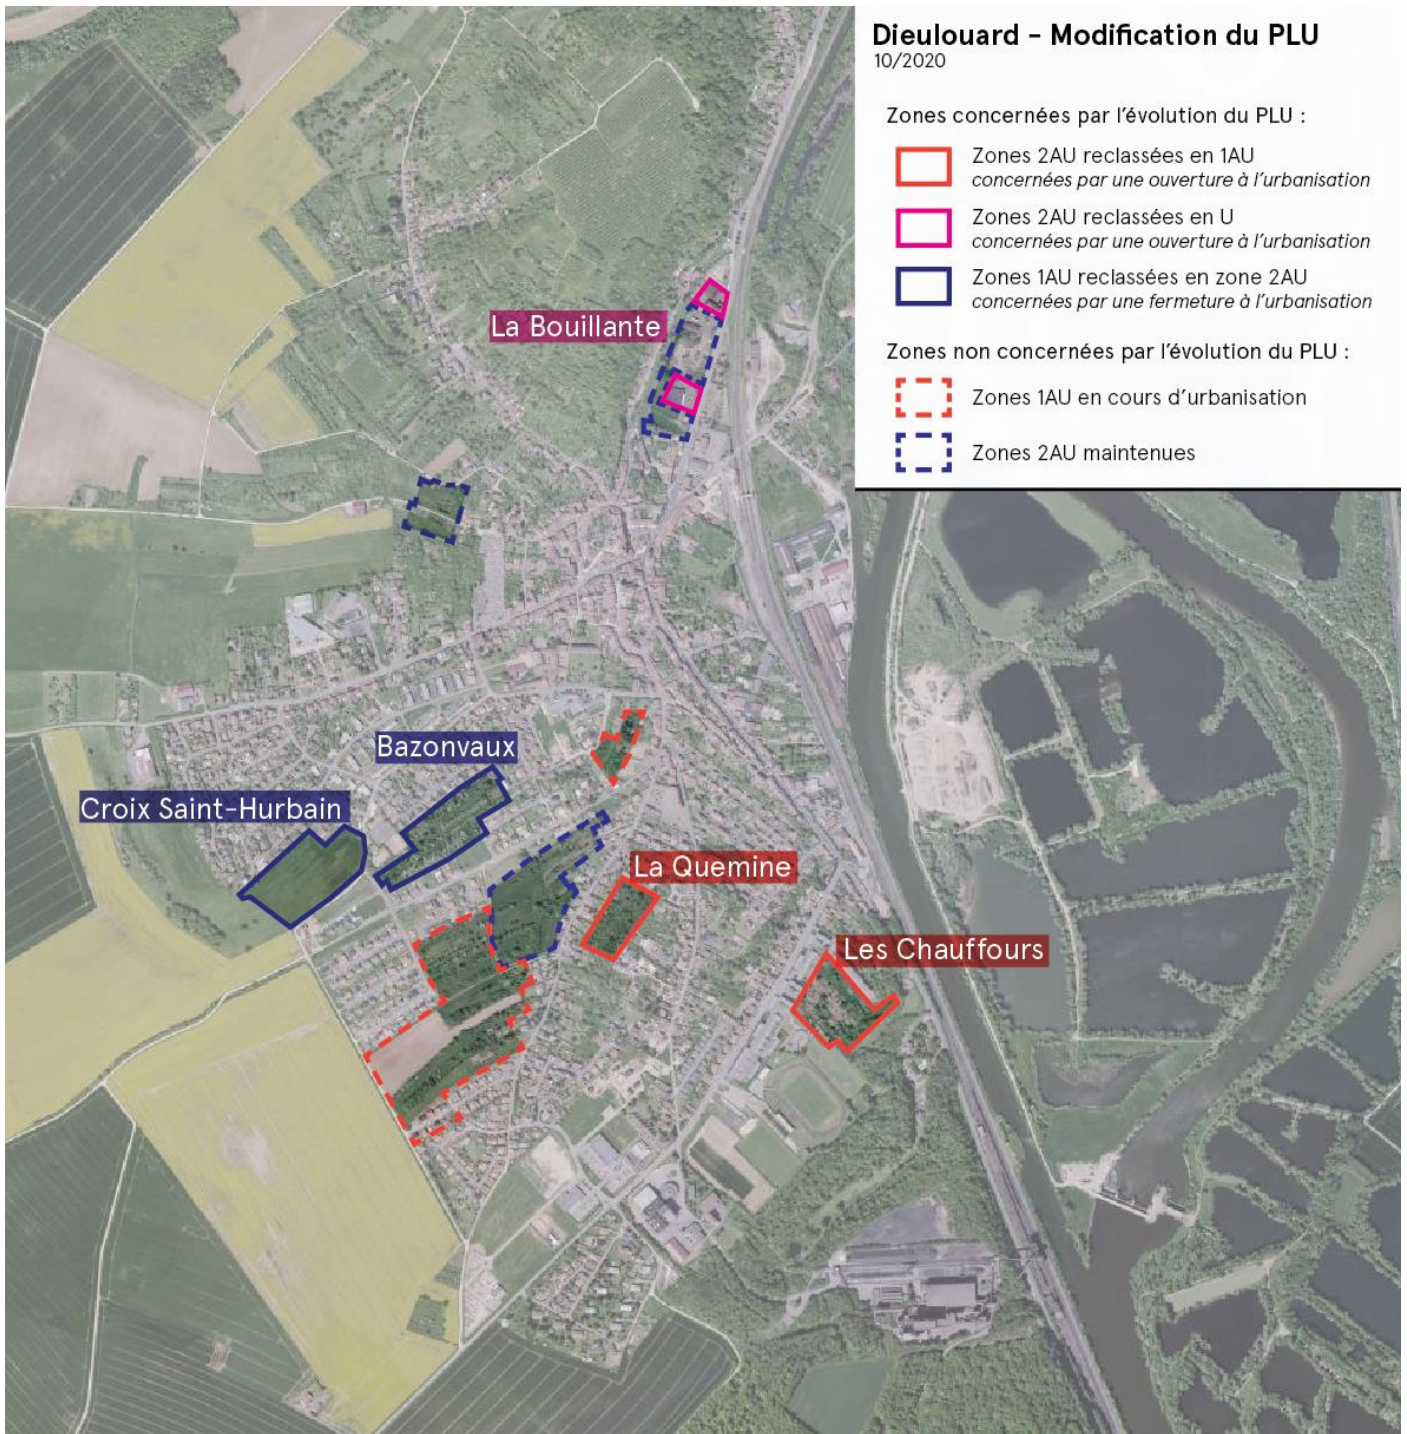 Dieulouard - Modification du PLU
10/2020
Zones concernées par l'évolution du PLU :
Zones 2AU reclassées en 1AU
concernées par une ouverture à l'urbanisation
Zones 2AU reclassées en U
concernées par une ouverture à l'urbanisation
Zones 1AU reclassées en zone 2AU
concernées par une fermeture à l'urbanisation
Zones non concernées par l'évolution du PLU :
Zones 1AU en cours d'urbanisation
Zones 2AU maintenues
La Bouillante
Bazonvaux
Croix Saint-Hurbain
La Quemine
Les Chauffours